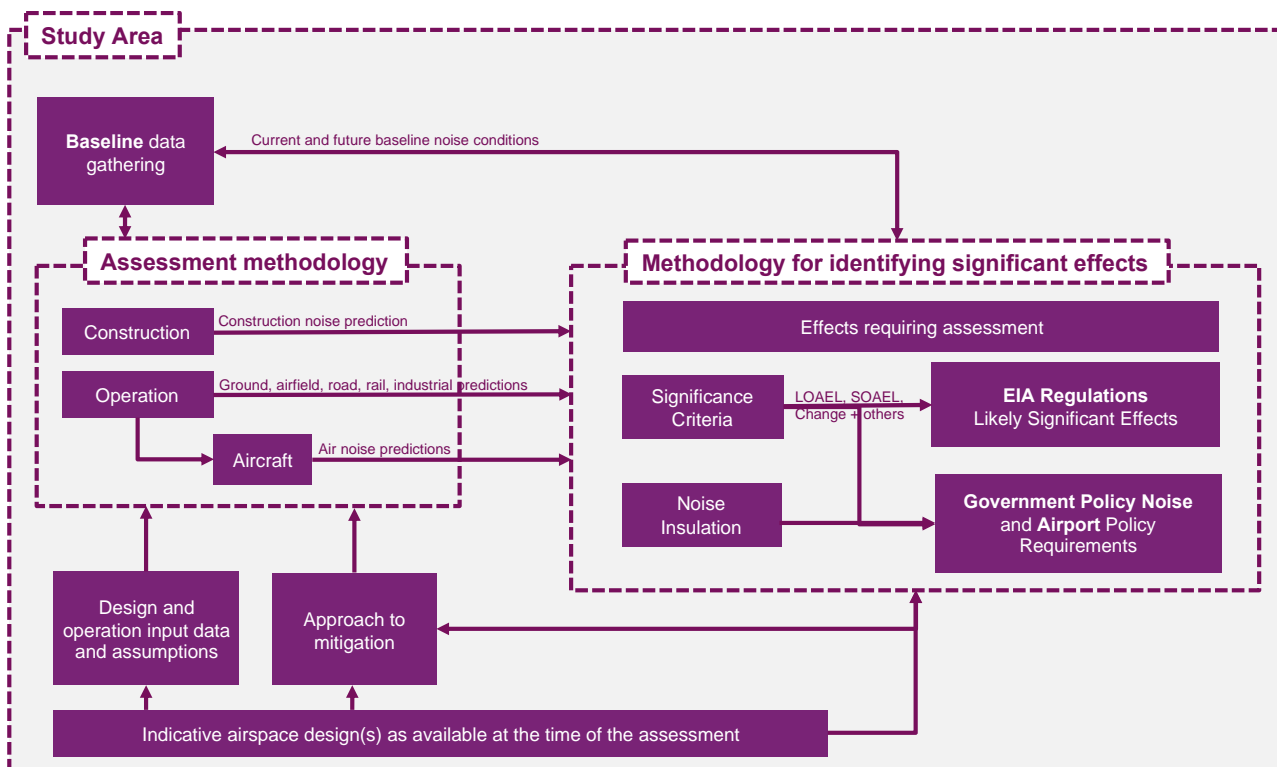 Study Area
Baseline data
gathering
Current and future baseline noise conditions
Assessment methodology
Construction
Construction noise prediction
Operation
Ground, airfield, road, rail, industrial predictions
Aircraft
Air noise predictions
Methodology for identifying significant effects
Effects requiring assessment
Significance
Criteria
LOAEL, SOAEL,
Change + others
EIA Regulations
Likely Significant Effects
Noise
Insulation
Government Policy Noise
and Airport Policy
Requirements
Design and
operation input data
and assumptions
Approach to
mitigation
Indicative airspace design(s) as available at the time of the assessment